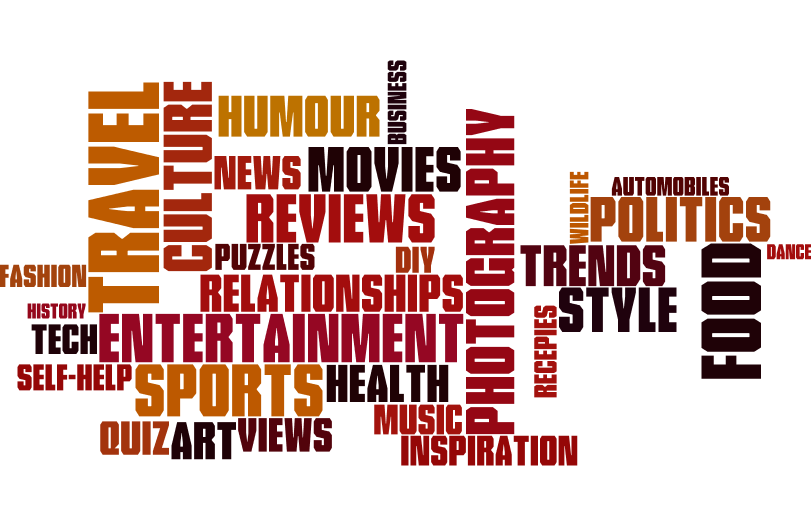 BUSINESS
TRAVEL
CULTURE
HUMOUR
PHOTOGRAPHY
NEWS
MOVIES
WILDLIFE
AUTOMOBILES
REVIEWS
POLITICS
PUZZLES
DIY
TRENDS
FOOD
DANCE
FASHION
RELATIONSHIPS
STYLE
HISTORY
TECH
ENTERTAINMENT
RECEPIES
SELF-HELP
SPORTS
HEALTH
MUSIC
QUIZ
ART
VIEWS
INSPIRATION